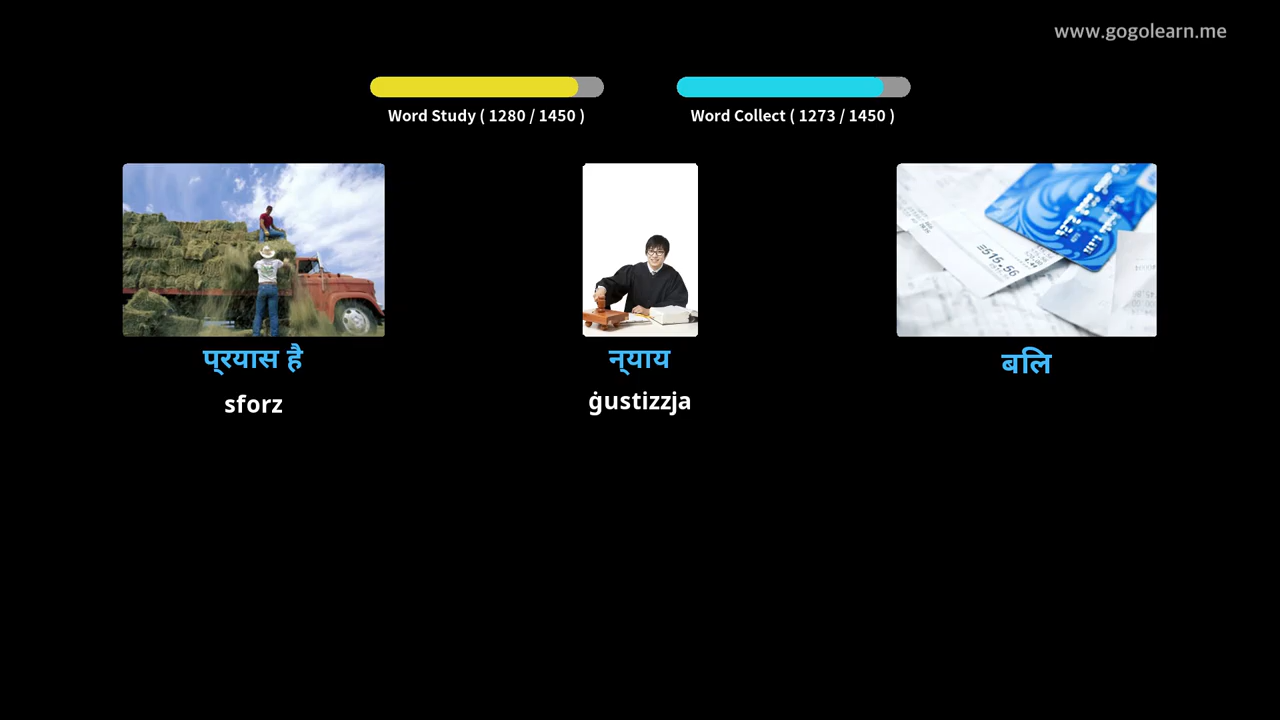 www.gogolearn.me
Word Study ( 1280 / 1450 )
Word Collect ( 1273 / 1450 )
प्रयास है
न्याय
बलि
sforz
ġustizzja